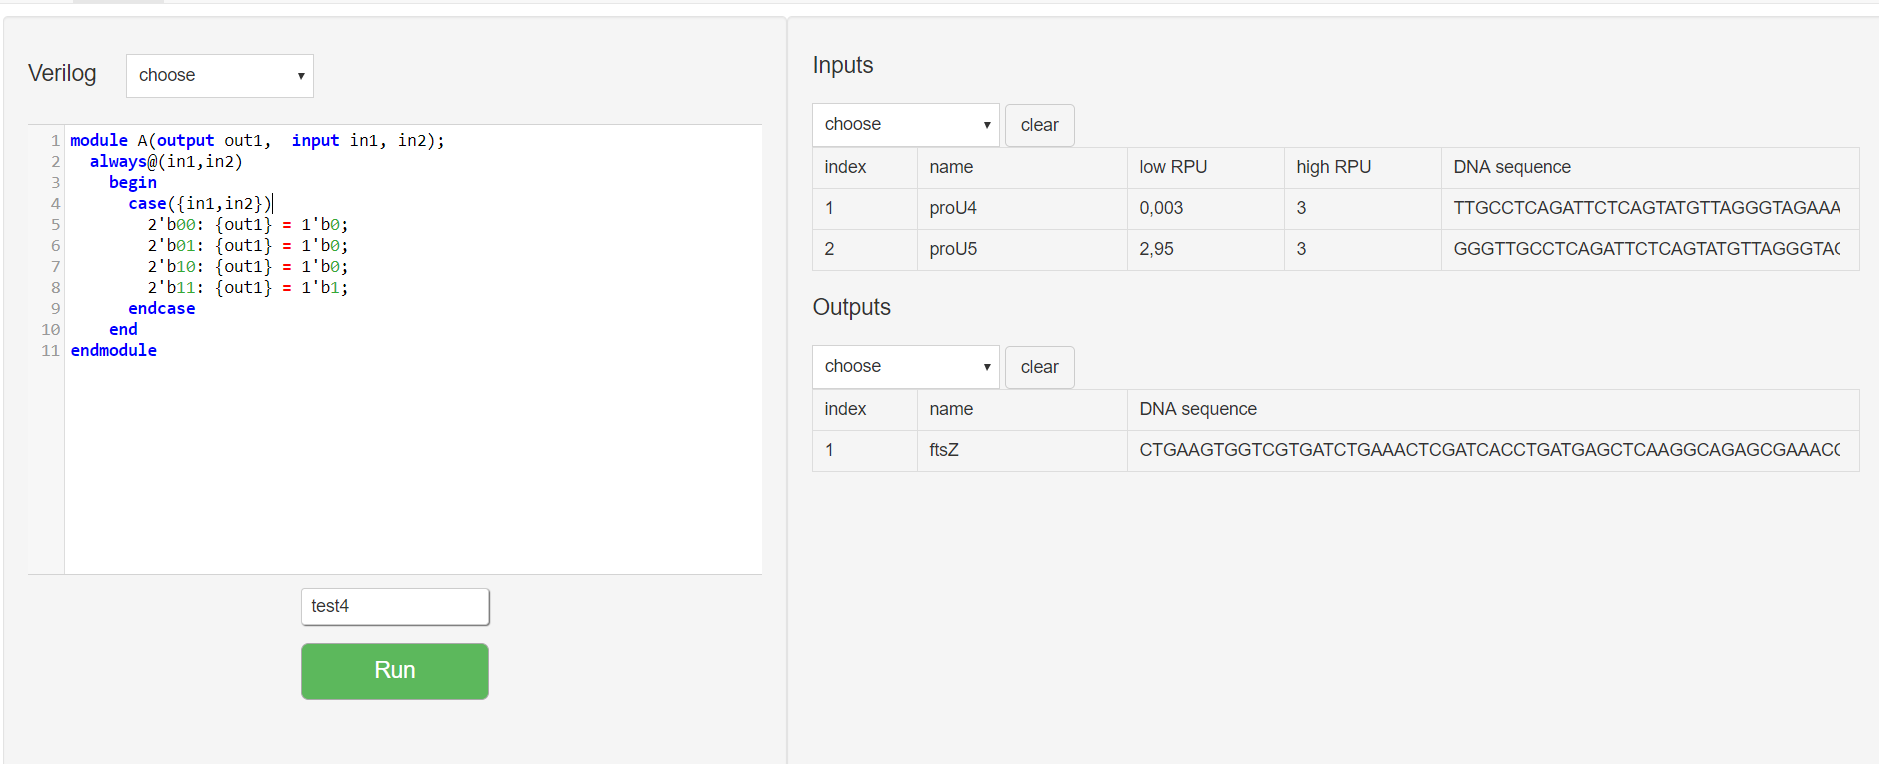 Verilog
choose
1 module A(output out1,  input in1, in2);
2   always@(in1,in2)
3     begin
4       case({in1,in2})
5         2'b00: {out1} = 1'b0;
6         2'b01: {out1} = 1'b0;
7         2'b10: {out1} = 1'b0;
8         2'b11: {out1} = 1'b1;
9       endcase
10     end
11 endmodule
test4
Run
Inputs
choose clear
index name low RPU high RPU DNA sequence
1 proU4 0,003 3 TTGCCTCAGATTCTCAGTATGTTAGGGTAGAAA
2 proU5 2,95 3 GGGTTGCCTCAGATTCTCAGTATGTTAGGGTAG
Outputs
choose clear
index name DNA sequence
1 ftsZ CTGAAGTGGTCGTGATCTGAAACTCGATCACCTGATGAGCTCAAGGCAGAGCGAAACC